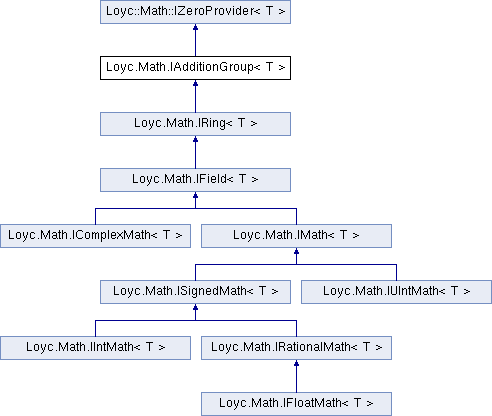 Loyc::Math::IZeroProvider< T >
Loyc.Math.IAdditionGroup< T >
Loyc.Math.IRing< T >
Loyc.Math.IField< T >
Loyc.Math.IComplexMath< T >
Loyc.Math.IMath< T >
Loyc.Math.ISignedMath< T >
Loyc.Math.IUIntMath< T >
Loyc.Math.IIntMath< T >
Loyc.Math.IRationalMath< T >
Loyc.Math.IFloatMath< T >